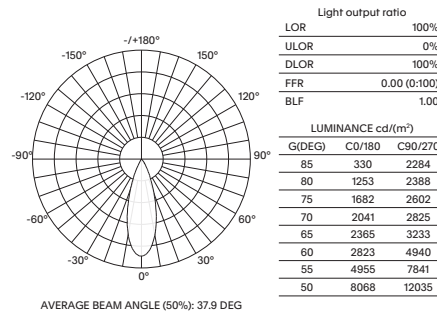 -/+180°
-150° 150°
-120° 120°
-90° 90°
-60° 60°
-30° 30°
0°
AVERAGE BEAM ANGLE (50%): 37.9 DEG
Light output ratio
LOR 100%
ULOR 0%
DLOR 100%
FFR 0.00 (0:100)
BLF 1.00
LUMINANCE cd/(m²)
G(DEG) C0/180 C90/270
85 330 2284
80 1253 2388
75 1682 2602
70 2041 2825
65 2365 3233
60 2823 4940
55 4955 7841
50 8068 12035